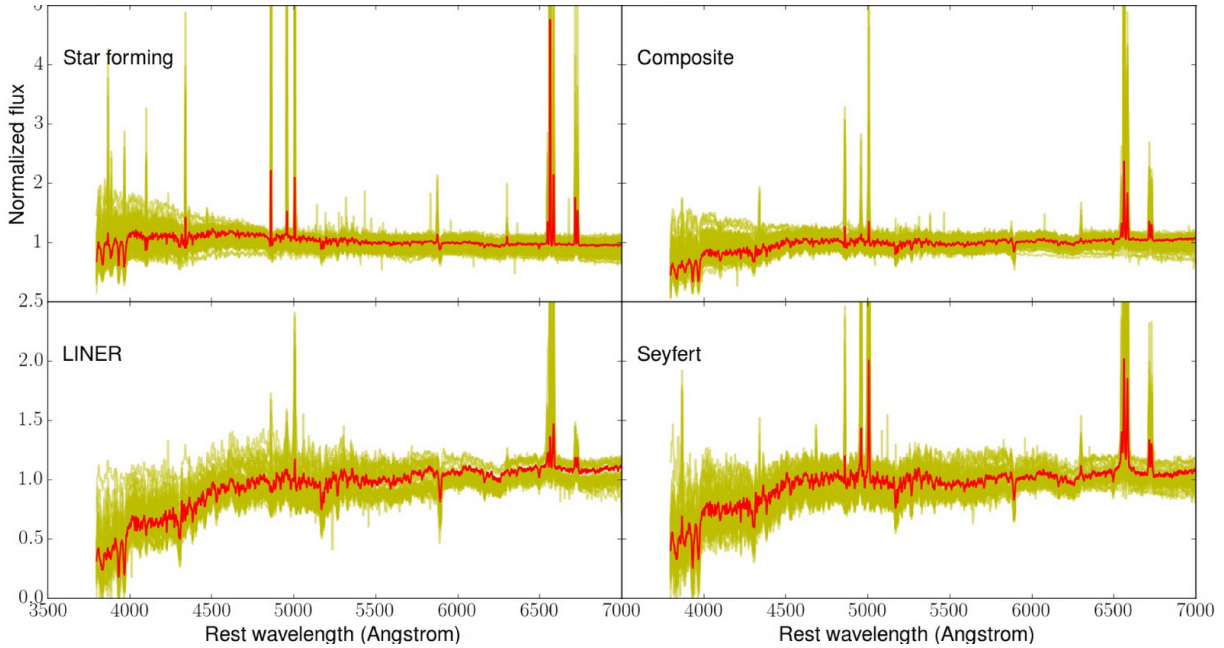 Star forming
Composite
Normalized flux
5
4
3
2
1
LINER
Seyfert
2.5
2.0
1.5
1.0
0.5
0.0
3500 4000 4500 5000 5500 6000 6500 7000
4000 4500 5000 5500 6000 6500 7000
Rest wavelength (Angstrom)
Rest wavelength (Angstrom)